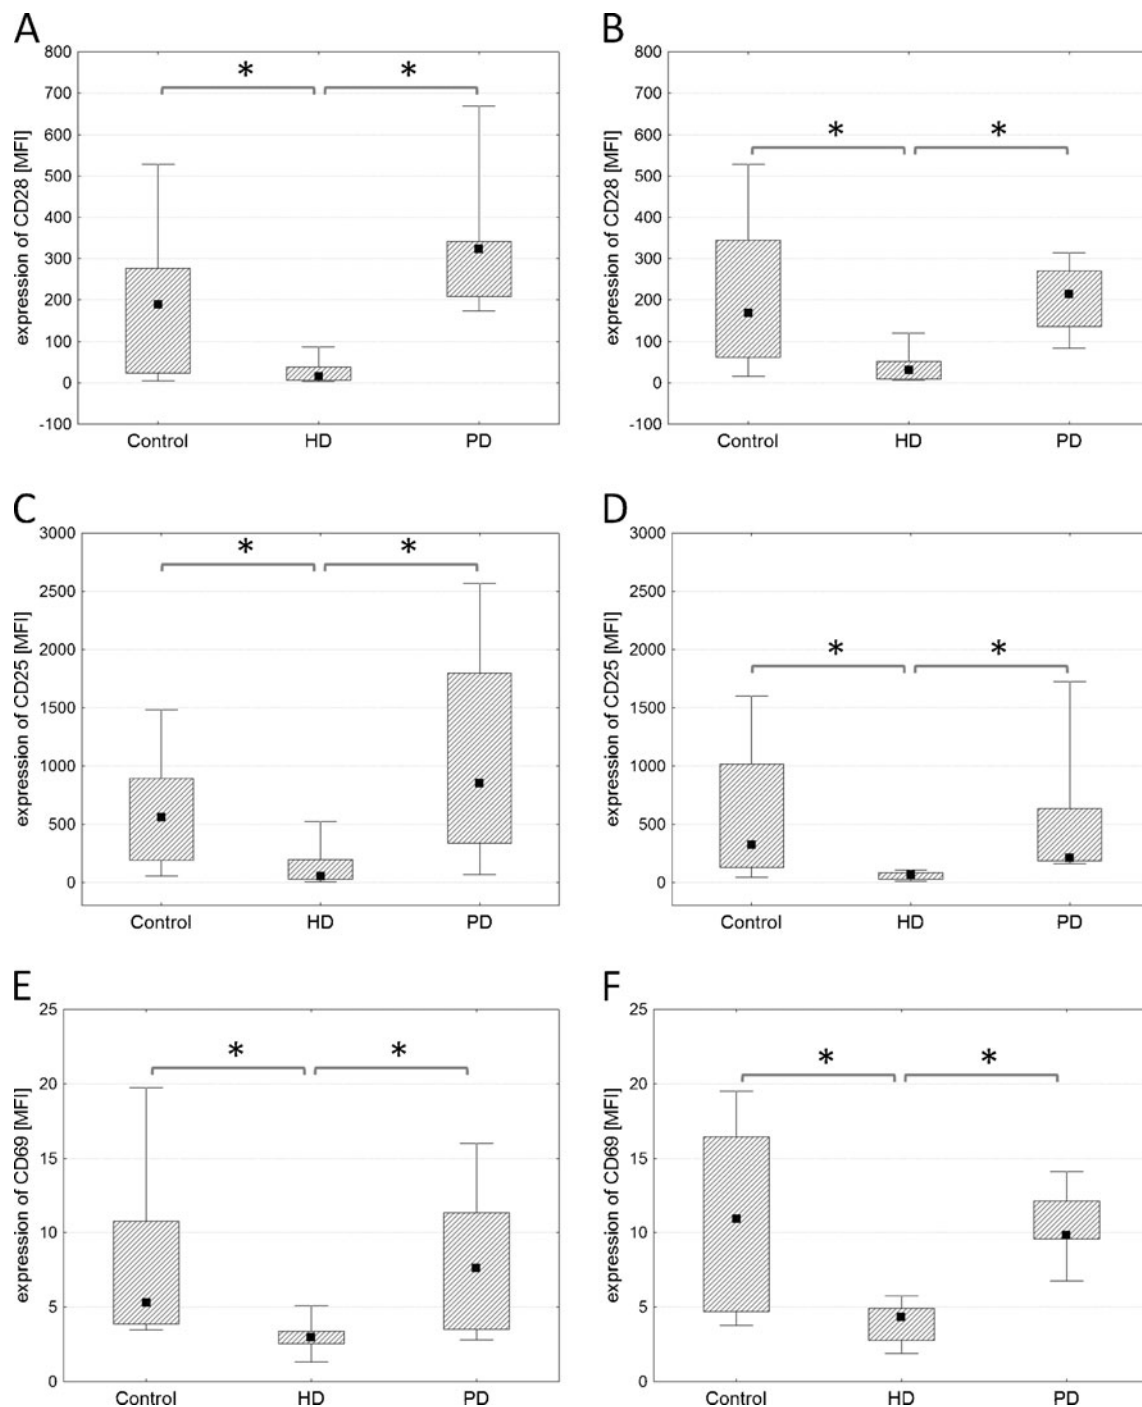 A
800
700
600
500
400
300
200
100
0
-100
expression of CD28 [MFI]
* *
Control HD PD
B
800
700
600
500
400
300
200
100
0
-100
expression of CD28 [MFI]
* *
Control HD PD
C
3000
2500
2000
1500
1000
500
0
expression of CD25 [MFI]
* *
Control HD PD
D
3000
2500
2000
1500
1000
500
0
expression of CD25 [MFI]
* *
Control HD PD
E
25
20
15
10
5
0
expression of CD69 [MFI]
* *
Control HD PD
F
25
20
15
10
5
0
expression of CD69 [MFI]
* *
Control HD PD